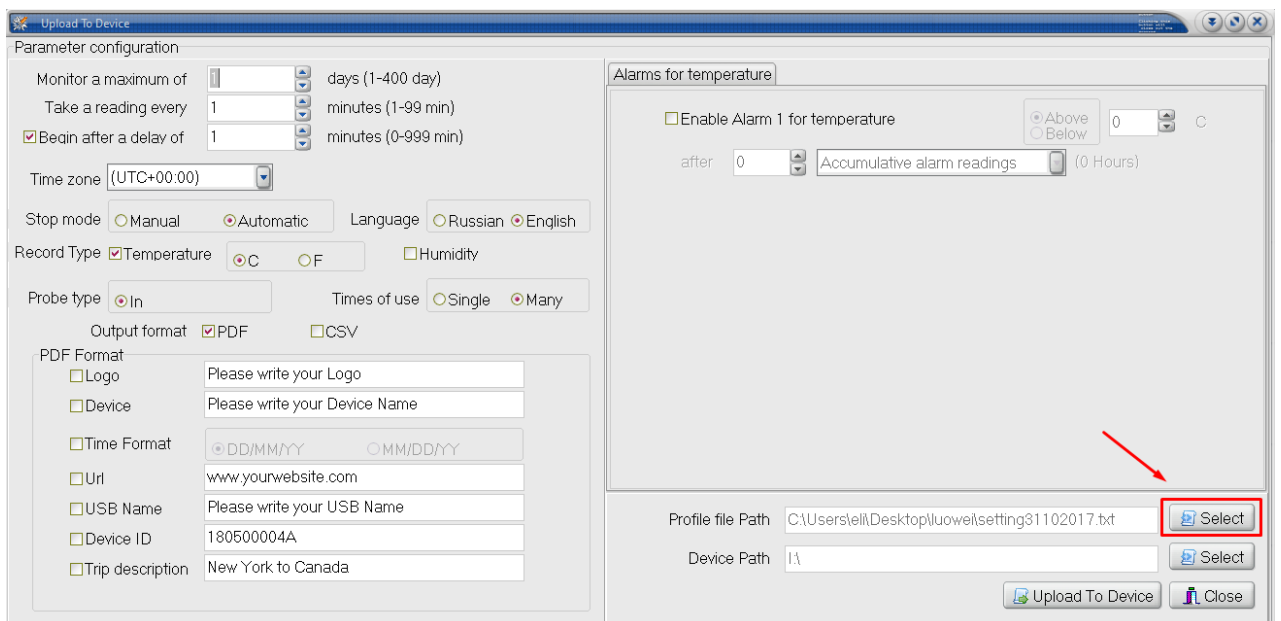 Upload To Device
Parameter configuration
Monitor a maximum of 1 days (1-400 day)
Take a reading every 1 minutes (1-99 min)
Begin after a delay of 1 minutes (0-999 min)
Time zone (UTC+00:00)
Stop mode Manual Automatic Language Russian English
Record Type Temperature C F Humidity
Probe type In Times of use Single Many
Output format PDF CSV
PDF Format
Logo Please write your Logo
Device Please write your Device Name
Time Format DD/MM/YY MM/DD/YY
Url www.yourwebsite.com
USB Name Please write your USB Name
Device ID 180500004A
Trip description New York to Canada
Alarms for temperature
Enable Alarm 1 for temperature Above Below 0 C
after 0 Accumulative alarm readings (0 Hours)
Profile file Path C:\Users\eli\Desktop\luowei\setting31102017.txt Select
Device Path I:\ Select
Upload To Device Close